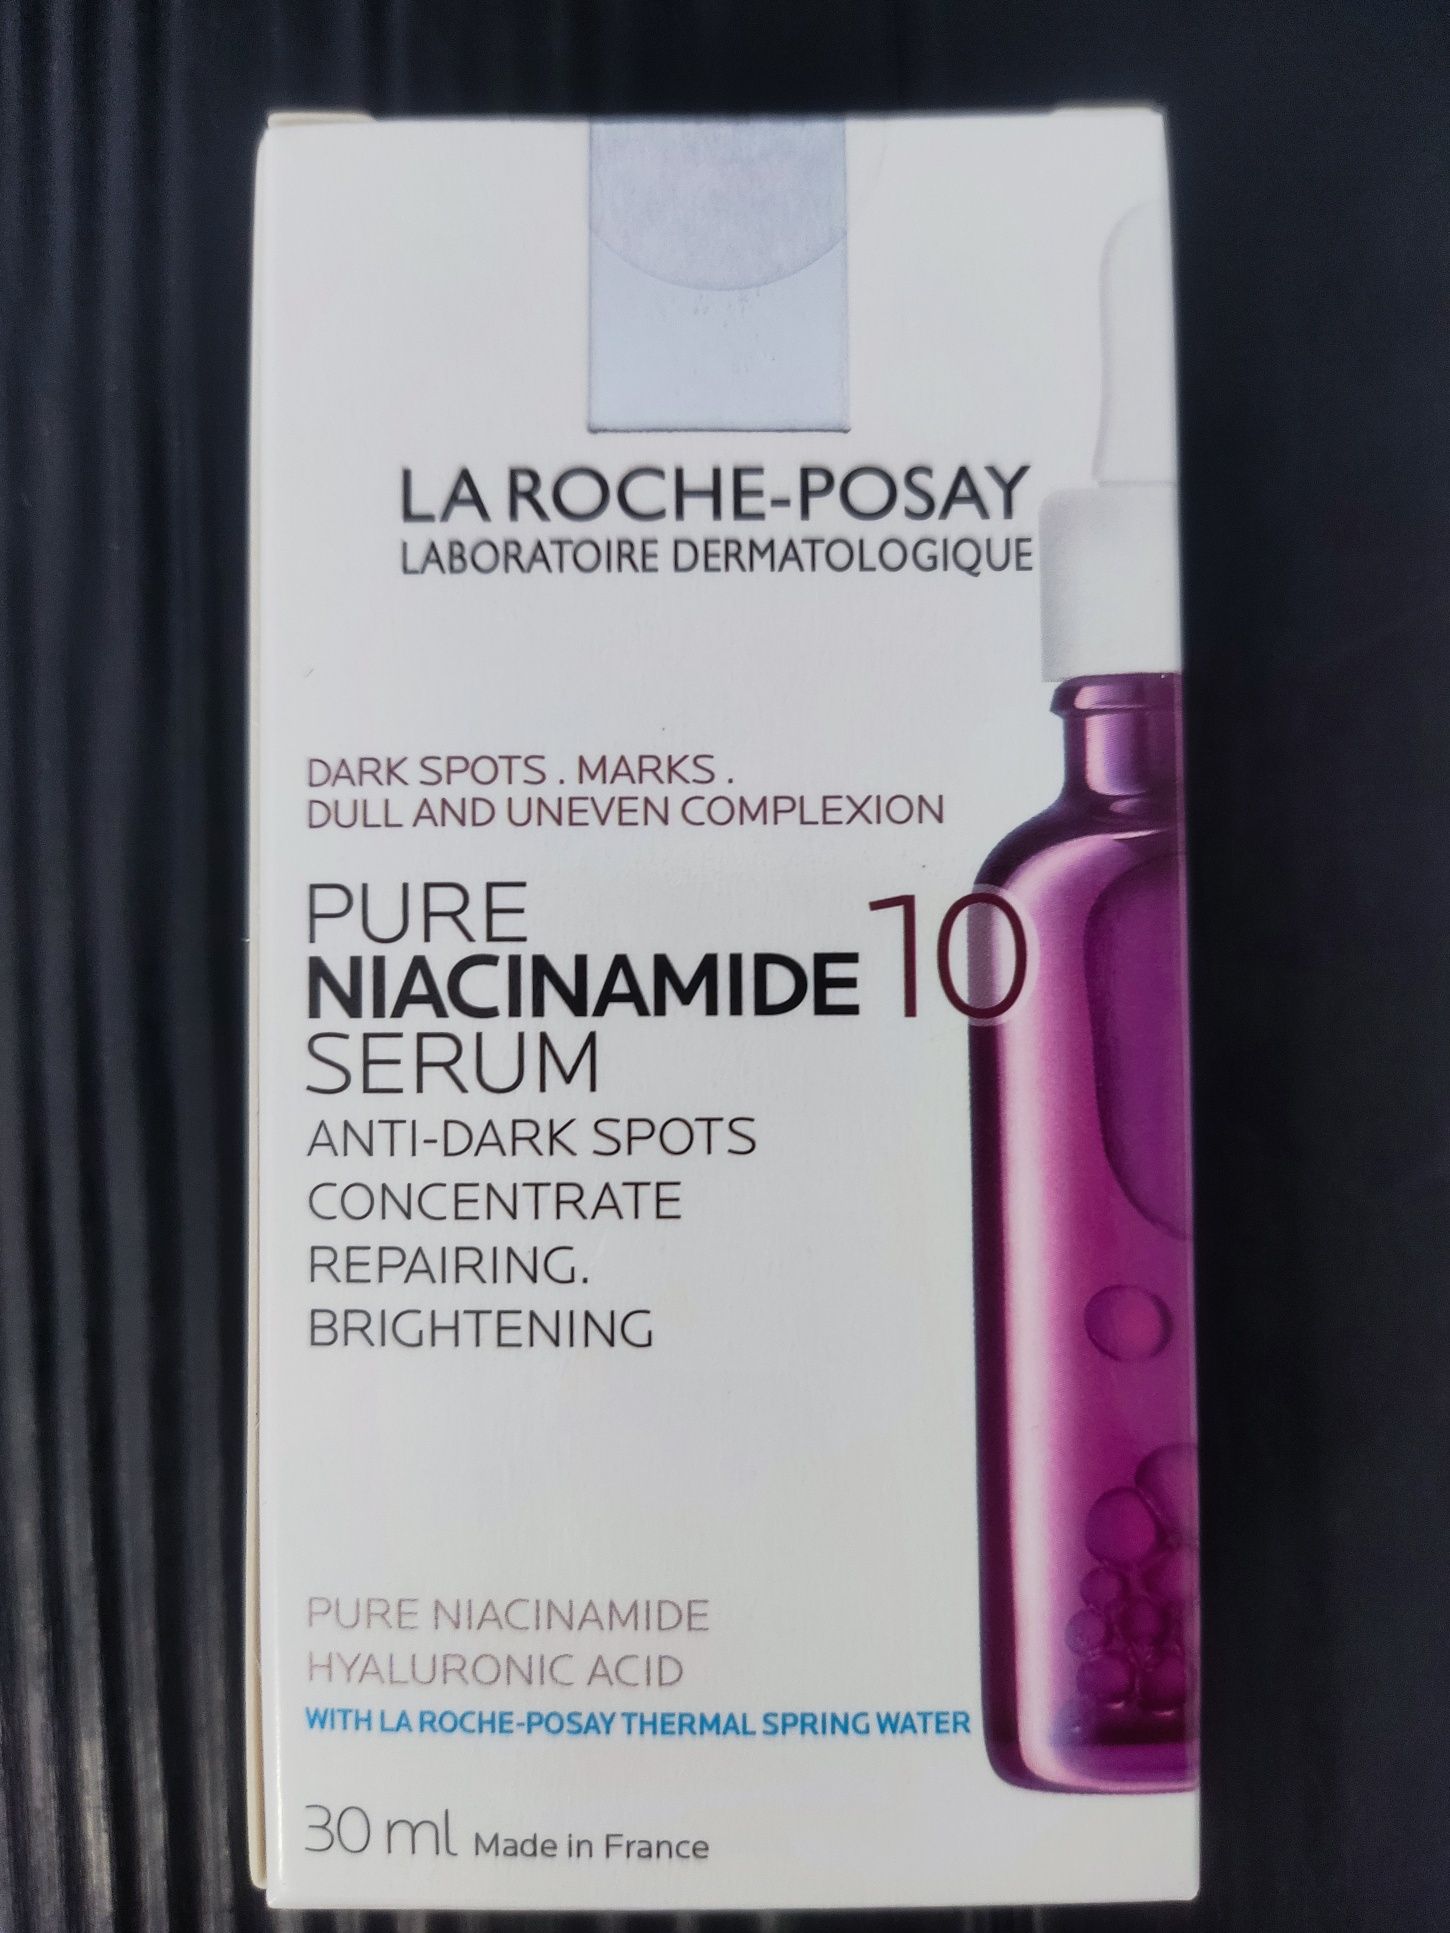 LA ROCHE-POSAY
LABORATOIRE DERMATOLOGIQUE
DARK SPOTS . MARKS .
DULL AND UNEVEN COMPLEXION
PURE
NIACINAMIDE 10
SERUM
ANTI-DARK SPOTS
CONCENTRATE
REPAIRING.
BRIGHTENING
PURE NIACINAMIDE
HYALURONIC ACID
WITH LA ROCHE-POSAY THERMAL SPRING WATER
30 ml Made in France